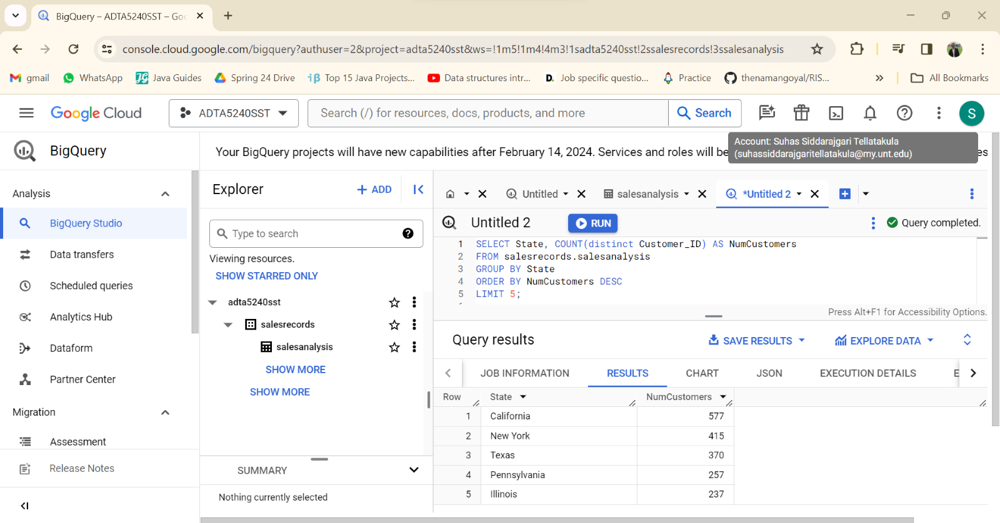 BigQuery – ADTA5240SST – Goo
console.cloud.google.com/bigquery?authuser=2&project=adta5240sst&ws=!1m5!1m4!4m3!1sadta5240sst!2ssalesrecords!3ssalesanalysis
gmail WhatsApp Java Guides Spring 24 Drive Top 15 Java Projects... Data structures intr... D. Job specific questio... Practice thenamangoyal/RIS... » All Bookmarks
Google Cloud ADTA5240SST Search (/) for resources, docs, products, and more Search S
BigQuery
Your BigQuery projects will have new capabilities after February 14, 2024. Services and roles will be
Account: Suhas Siddarajgari Tellatakula
(suhassiddarajgaritellatakula@my.unt.edu)
Analysis
BigQuery Studio
Data transfers
Scheduled queries
Analytics Hub
Dataform
Partner Center
Migration
Assessment
Release Notes
Explorer + ADD
Type to search
Viewing resources.
SHOW STARRED ONLY
adta5240sst
salesrecords
salesanalysis
SHOW MORE
SHOW MORE
SUMMARY
Nothing currently selected
Untitled salesanalysis *Untitled 2
Untitled 2 RUN Query completed.
1 SELECT State, COUNT(distinct Customer_ID) AS NumCustomers
2 FROM salesrecords.salesanalysis
3 GROUP BY State
4 ORDER BY NumCustomers DESC
5 LIMIT 5;
Press Alt+F1 for Accessibility Options.
Query results SAVE RESULTS EXPLORE DATA
JOB INFORMATION RESULTS CHART JSON EXECUTION DETAILS E
Row State NumCustomers
1 California 577
2 New York 415
3 Texas 370
4 Pennsylvania 257
5 Illinois 237